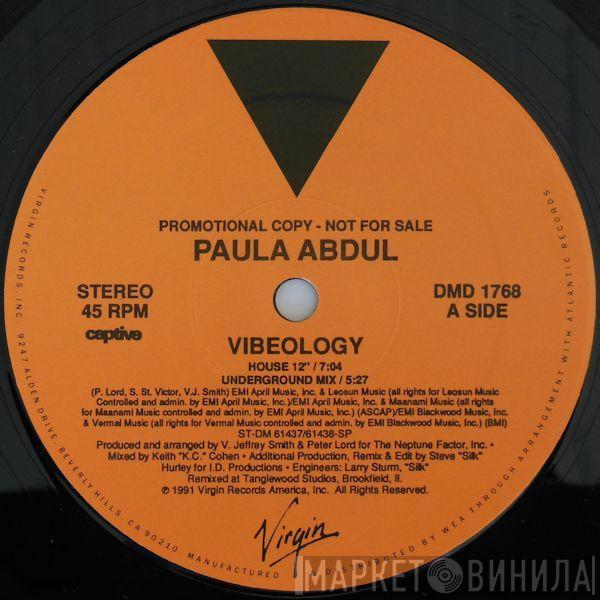 PROMOTIONAL COPY - NOT FOR SALE
PAULA ABDUL
STEREO
45 RPM
captive
DMD 1768
A SIDE
VIBEOLOGY
HOUSE 12" / 7:04
UNDERGROUND MIX / 5:27
(P. Lord, S. St. Victor, V.J. Smith) EMI April Music, Inc. & Leosun Music (all rights for Leosun Music
Controlled and admin. by EMI April Music, Inc.)/EMI April Music, Inc. & Maanami Music (all rights
for Maanami Music controlled and admin. by EMI April Music, Inc.) (ASCAP)/EMI Blackwood Music, Inc.
& Vermal Music (all rights for Vermal Music controlled and admin. by EMI Blackwood Music, Inc.) (BMI)
ST-DM 61437/61438-SP
Produced and arranged by V. Jeffrey Smith & Peter Lord for The Neptune Factor, Inc. •
Mixed by Keith "K.C." Cohen • Additional Production, Remix & Edit by Steve "Silk"
Hurley for I.D. Productions • Engineers: Larry Sturm, "Silk"
Remixed at Tanglewood Studios, Brookfield, Il.
℗ 1991 Virgin Records America, Inc. All Rights Reserved.
Virgin
VIRGIN RECORDS, INC. 9247 ALDEN DRIVE, BEVERLY HILLS, CA 90210. MANUFACTURED DISTRIBUTED BY WEA THROUGH ARRANGEMENT WITH ATLANTIC RECORDS
МАРКЕТ ВИНИЛА